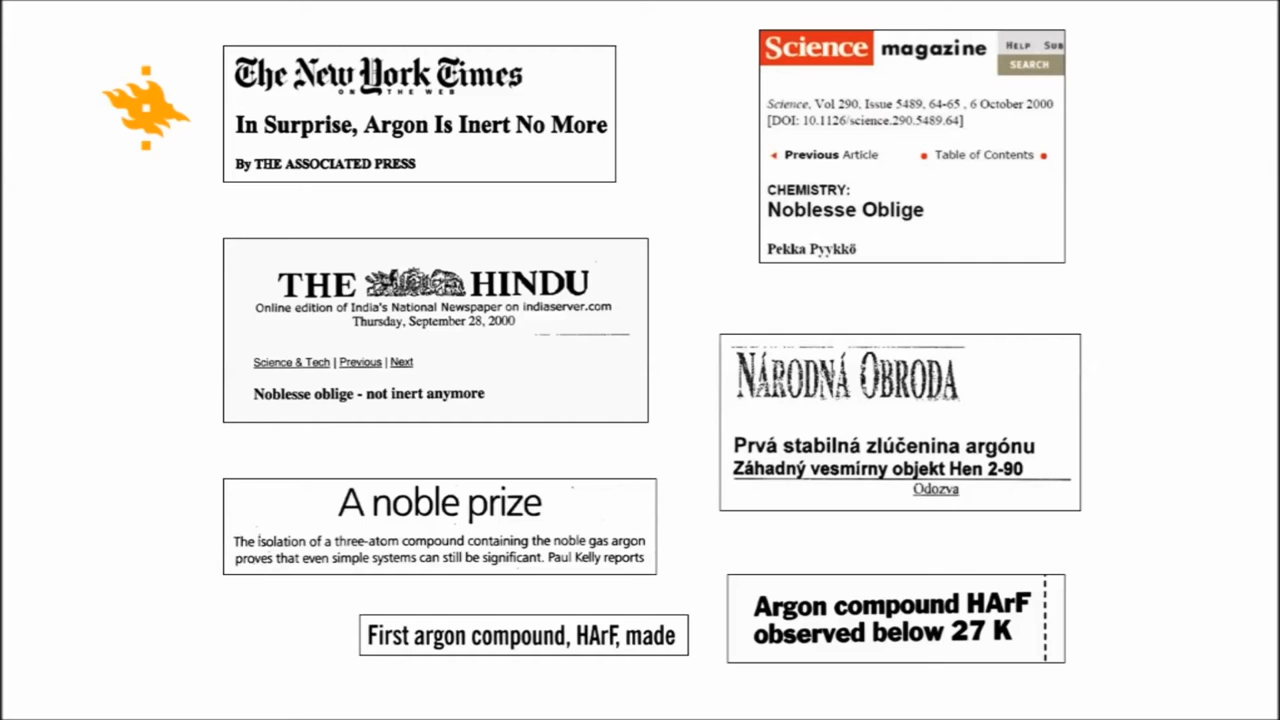 The New York Times
ON THE WEB
In Surprise, Argon Is Inert No More
By THE ASSOCIATED PRESS
Science magazine
HELP SUB
SEARCH
Science, Vol 290, Issue 5489, 64-65 , 6 October 2000
[DOI: 10.1126/science.290.5489.64]
Previous Article
Table of Contents
CHEMISTRY:
Noblesse Oblige
Pekka Pyykkö
THE HINDU
Online edition of India's National Newspaper on indiaserver.com
Thursday, September 28, 2000
Science & Tech | Previous | Next
Noblesse oblige - not inert anymore
NÁRODNÁ OBRODA
Prvá stabilná zlúčenina argónu
Záhadný vesmírny objekt Hen 2-90
Odozva
A noble prize
The isolation of a three-atom compound containing the noble gas argon
proves that even simple systems can still be significant. Paul Kelly reports
First argon compound, HArF, made
Argon compound HArF
observed below 27 K